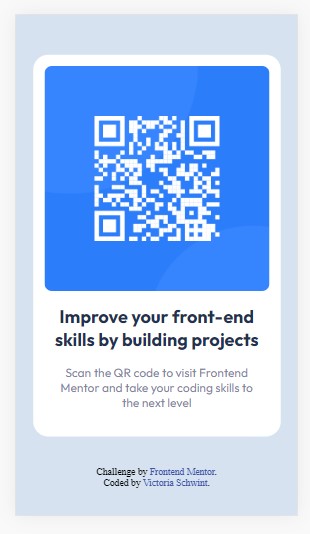 Improve your front-end
skills by building projects
Scan the QR code to visit Frontend
Mentor and take your coding skills to
the next level
Challenge by Frontend Mentor.
Coded by Victoria Schwint.